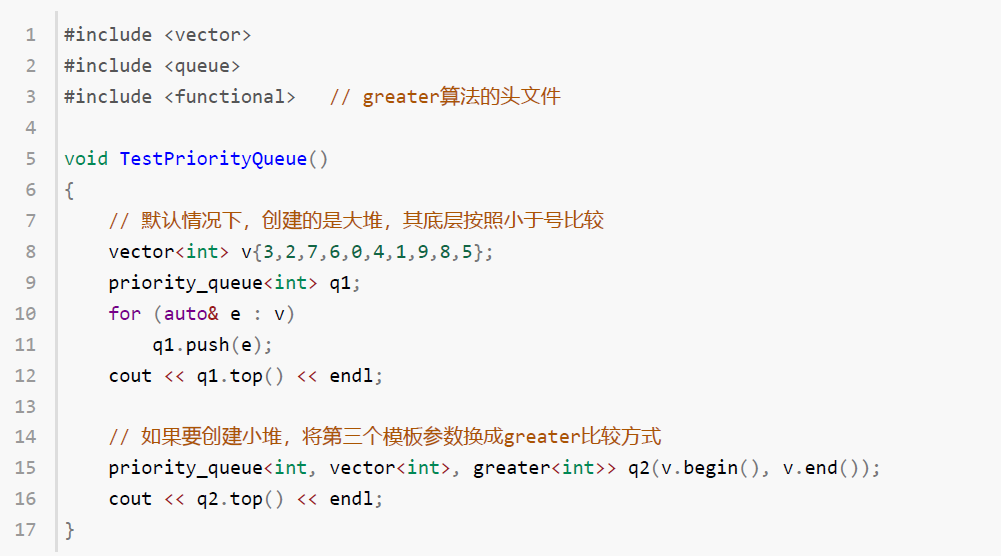 1 #include <vector>
2 #include <queue>
3 #include <functional>   // greater算法的头文件
4
5 void TestPriorityQueue()
6 {
7     // 默认情况下，创建的是大堆，其底层按照小于号比较
8     vector<int> v{3,2,7,6,0,4,1,9,8,5};
9     priority_queue<int> q1;
10     for (auto& e : v)
11         q1.push(e);
12     cout << q1.top() << endl;
13
14     // 如果要创建小堆，将第三个模板参数换成greater比较方式
15     priority_queue<int, vector<int>, greater<int>> q2(v.begin(), v.end());
16     cout << q2.top() << endl;
17 }